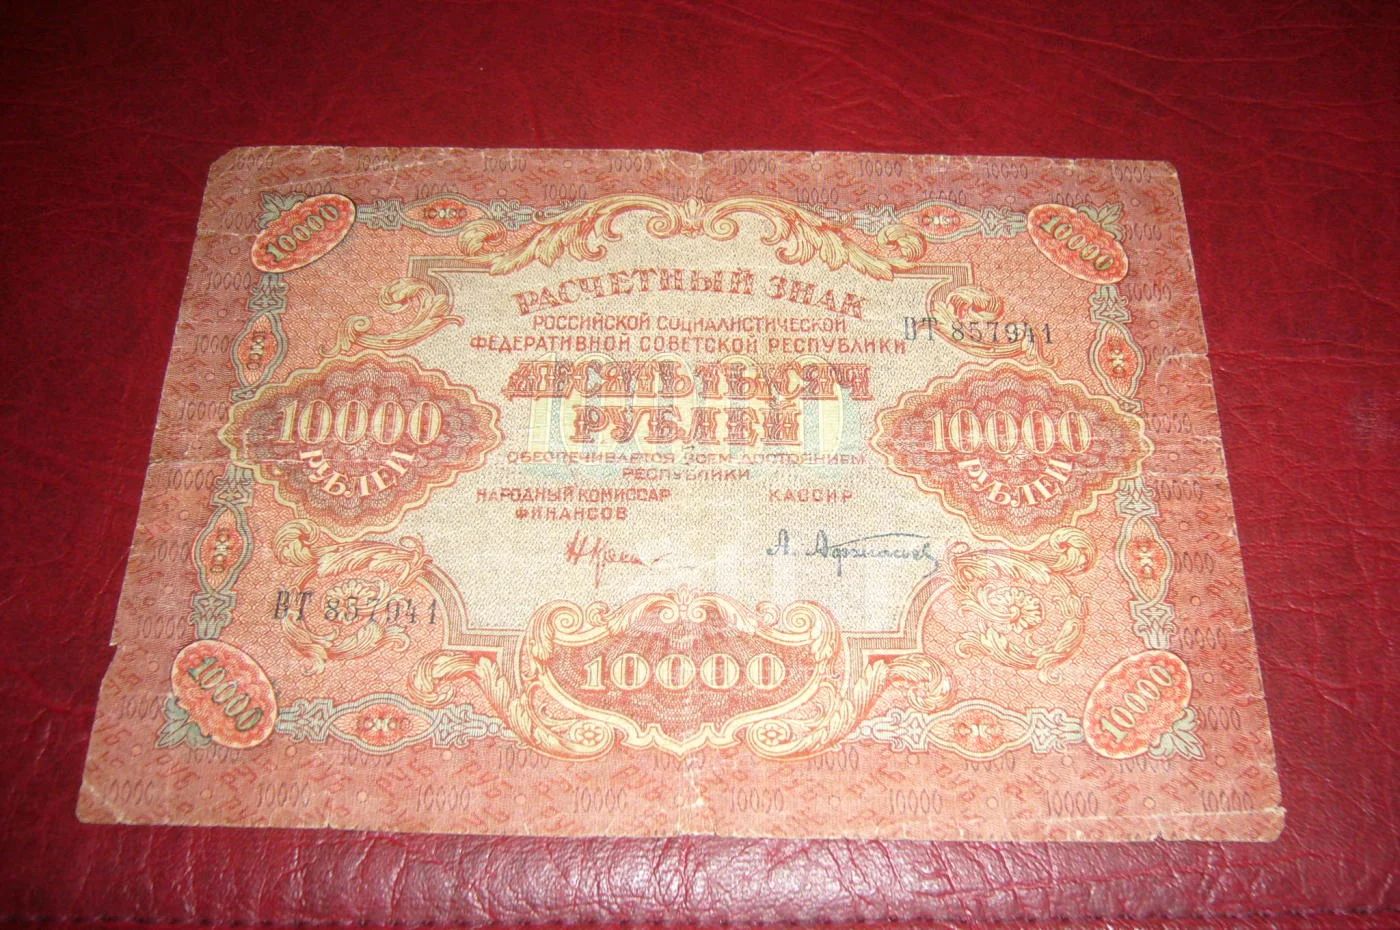 10000
10000
РАСЧЕТНЫЙ ЗНАК
РОССИЙСКОЙ СОЦИАЛИСТИЧЕСКОЙ
ФЕДЕРАТИВНОЙ СОВЕТСКОЙ РЕСПУБЛИКИ
ВТ 857941
ДЕСЯТЬ ТЫСЯЧ
РУБЛЕЙ
10000
РУБЛЕЙ
10000
РУБЛЕЙ
ОБЕСПЕЧИВАЕТСЯ ВСЕМ ДОСТОЯНИЕМ
РЕСПУБЛИКИ
НАРОДНЫЙ КОМИССАР
ФИНАНСОВ
КАССИР
ВТ 857941
10000
10000
10000